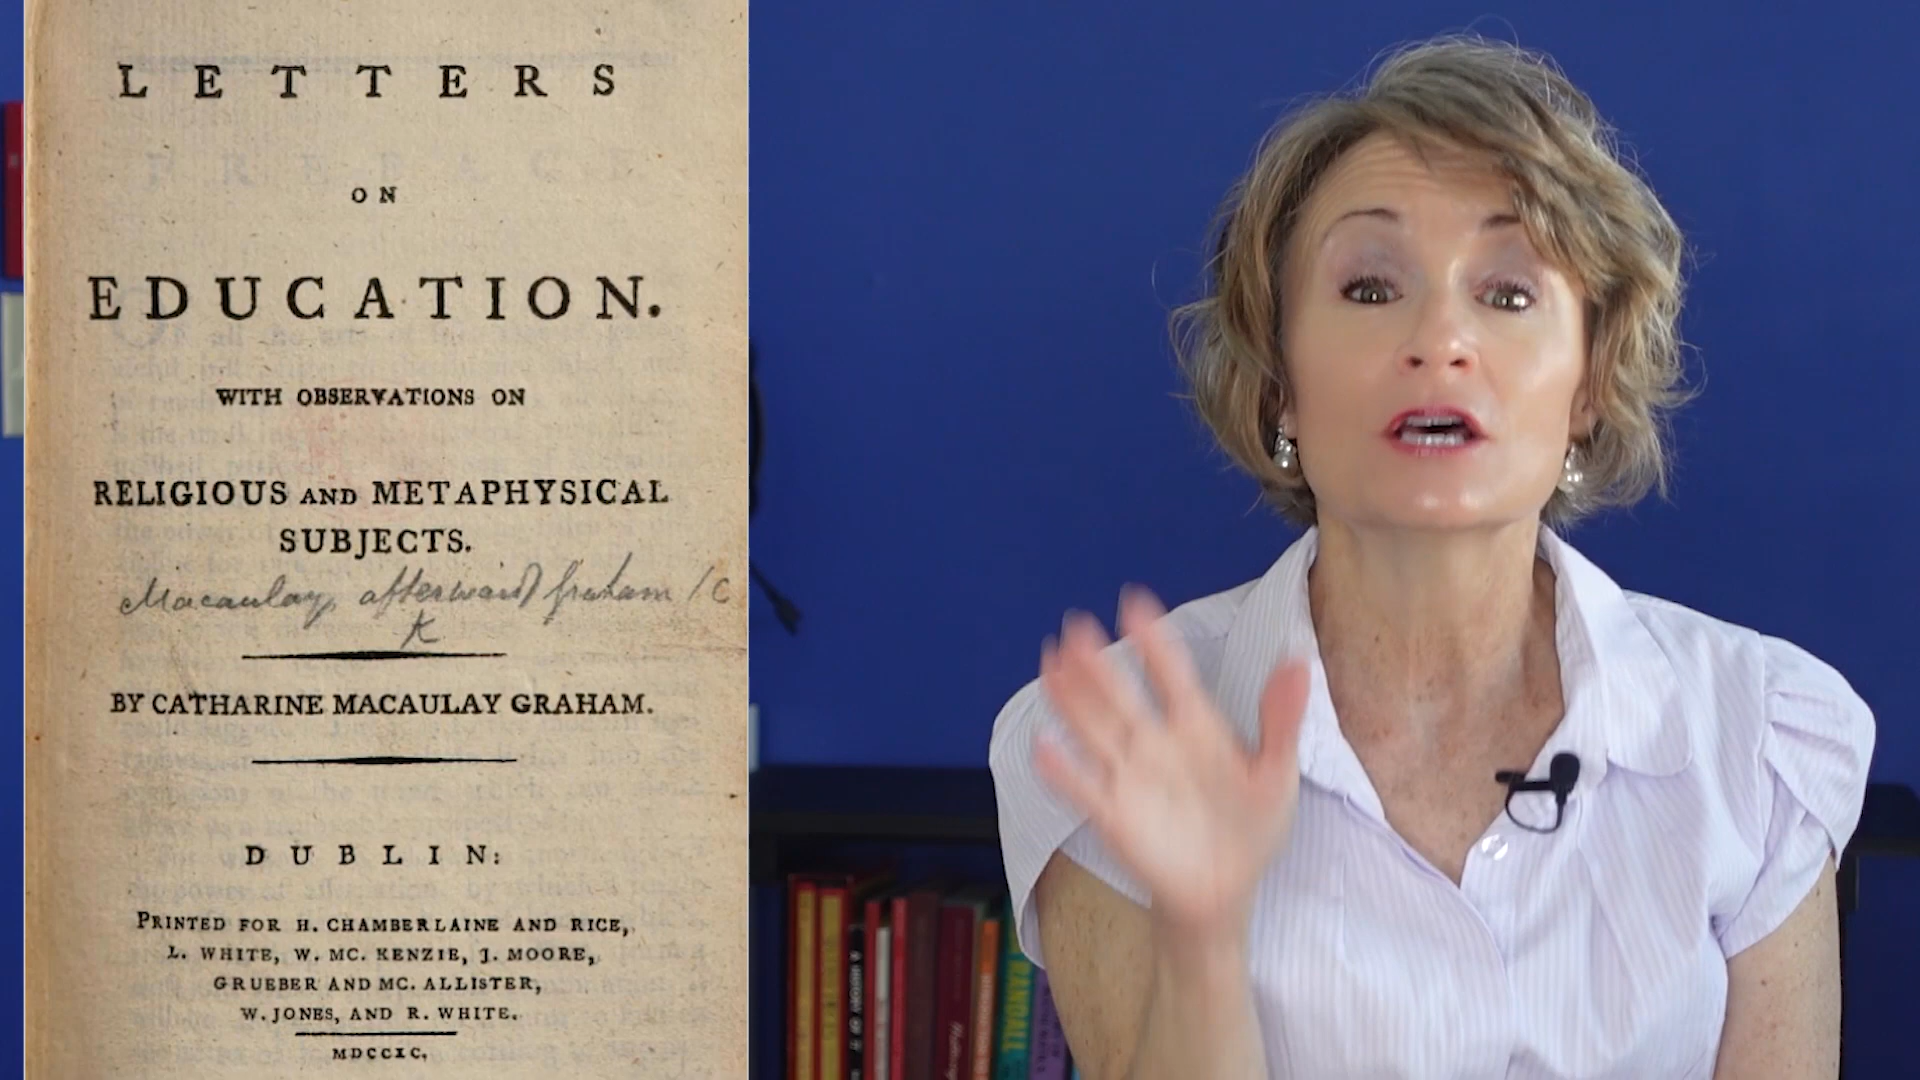 LETTERS
ON
EDUCATION.
WITH OBSERVATIONS ON
RELIGIOUS AND METAPHYSICAL
SUBJECTS.
Macaulay, afterward Graham / C
BY CATHARINE MACAULAY GRAHAM.
DUBLIN:
PRINTED FOR H. CHAMBERLAINE AND RICE,
L. WHITE, W. MC. KENZIE, J. MOORE,
GRUEBER AND MC. ALLISTER,
W. JONES, AND R. WHITE.
MDCCXC.
RANDALL